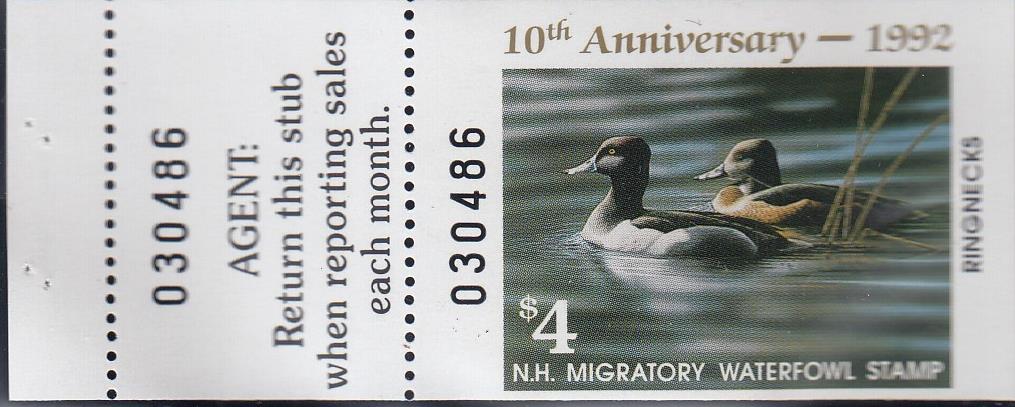 030486
AGENT:
Return this stub
when reporting sales
each month.
030486
10th Anniversary — 1992
$4
N.H. MIGRATORY WATERFOWL STAMP
RINGNECKS